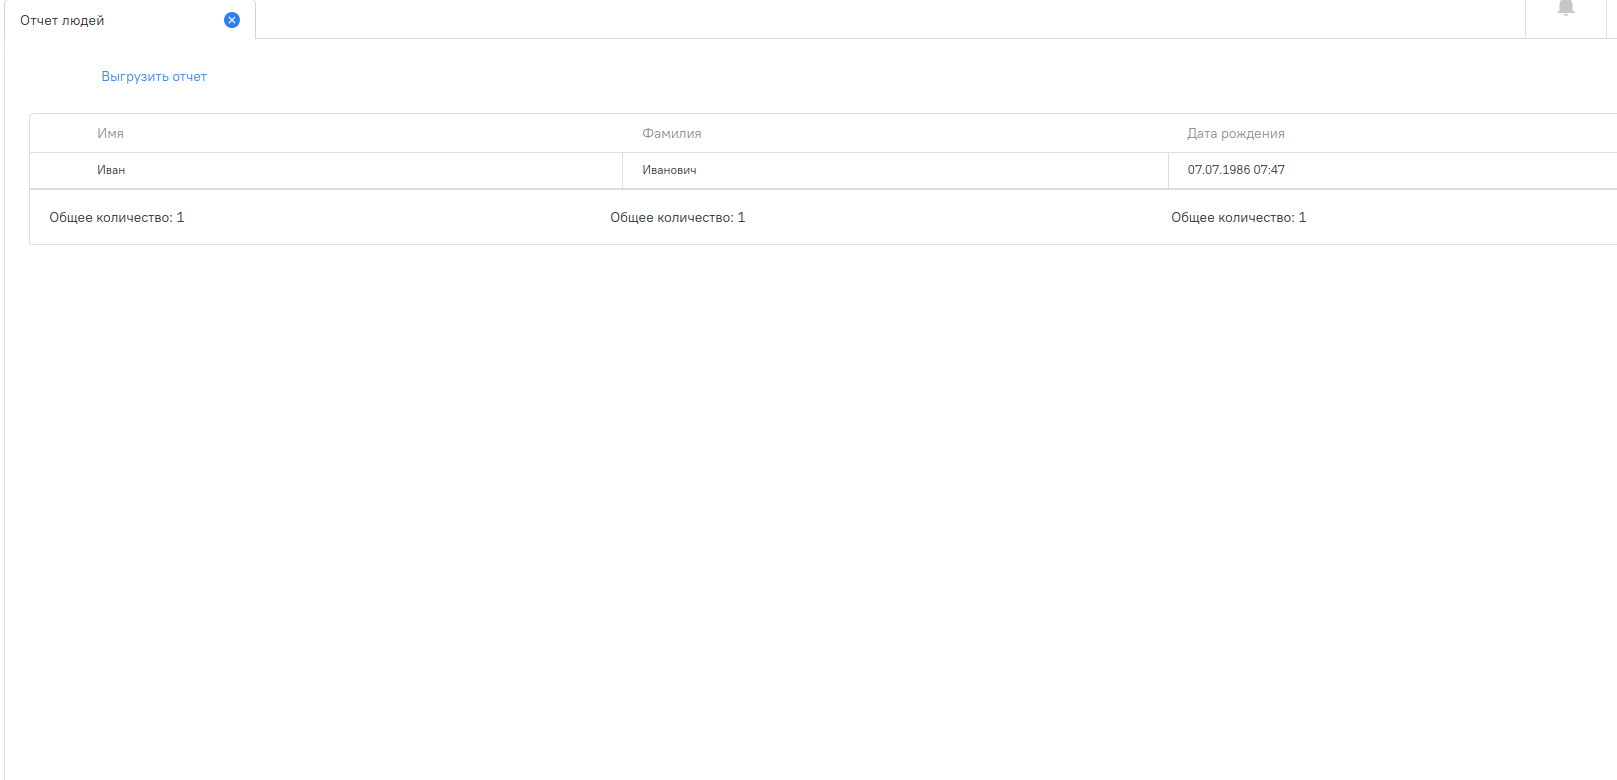 Отчет людей
Выгрузить отчет
Имя Фамилия Дата рождения
Иван Иванович 07.07.1986 07:47
Общее количество: 1 Общее количество: 1 Общее количество: 1